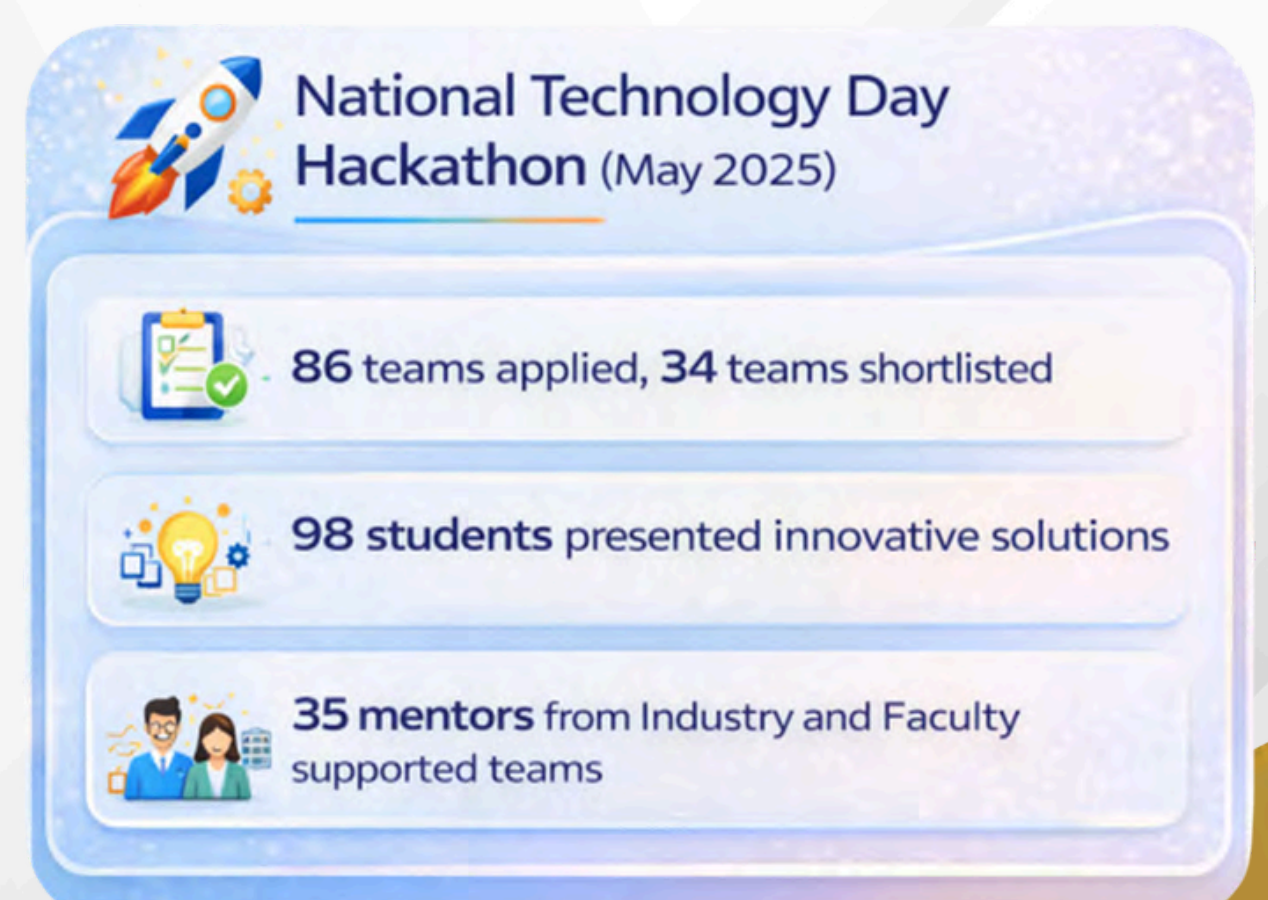 National Technology Day
Hackathon (May 2025)
86 teams applied, 34 teams shortlisted
98 students presented innovative solutions
35 mentors from Industry and Faculty
supported teams